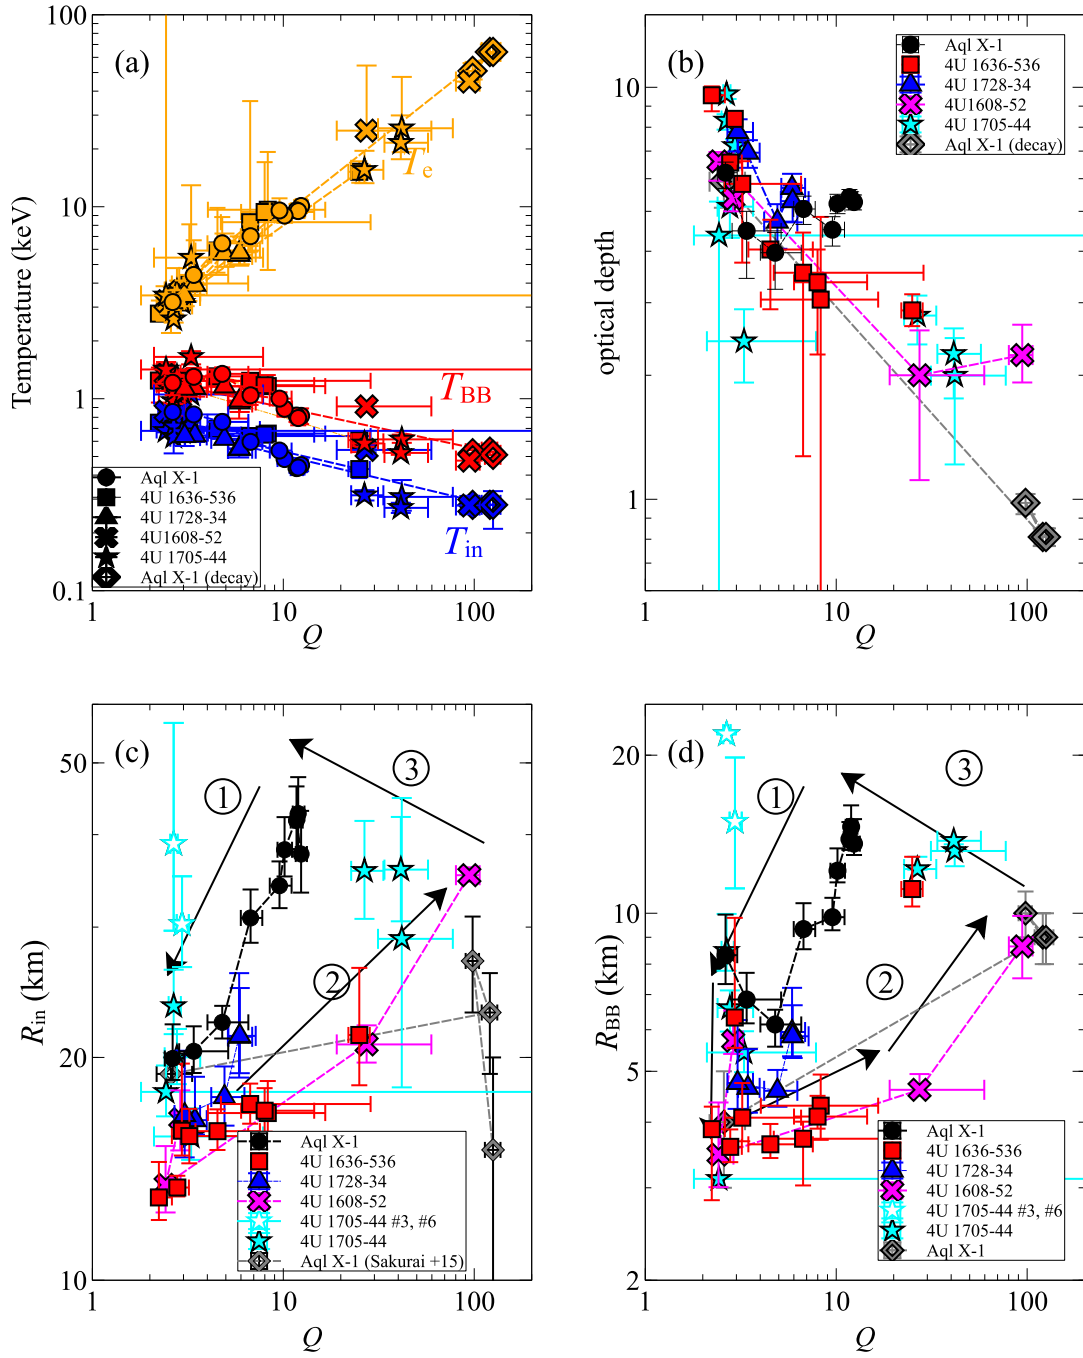 (a)
100
10
1
0.1
Temperature (keV)
Te
TBB
Tin
Aql X-1
4U 1636-536
4U 1728-34
4U1608-52
4U 1705-44
Aql X-1 (decay)
1
10
100
Q
(b)
10
1
optical depth
Aql X-1
4U 1636-536
4U 1728-34
4U1608-52
4U 1705-44
Aql X-1 (decay)
1
10
100
Q
(c)
50
20
10
Rin (km)
1
2
3
Aql X-1
4U 1636-536
4U 1728-34
4U 1608-52
4U 1705-44 #3, #6
4U 1705-44
Aql X-1 (Sakurai +15)
1
10
100
Q
(d)
20
10
5
2
RBB (km)
1
2
3
Aql X-1
4U 1636-536
4U 1728-34
4U 1608-52
4U 1705-44 #3, #6
4U 1705-44
Aql X-1
1
10
100
Q